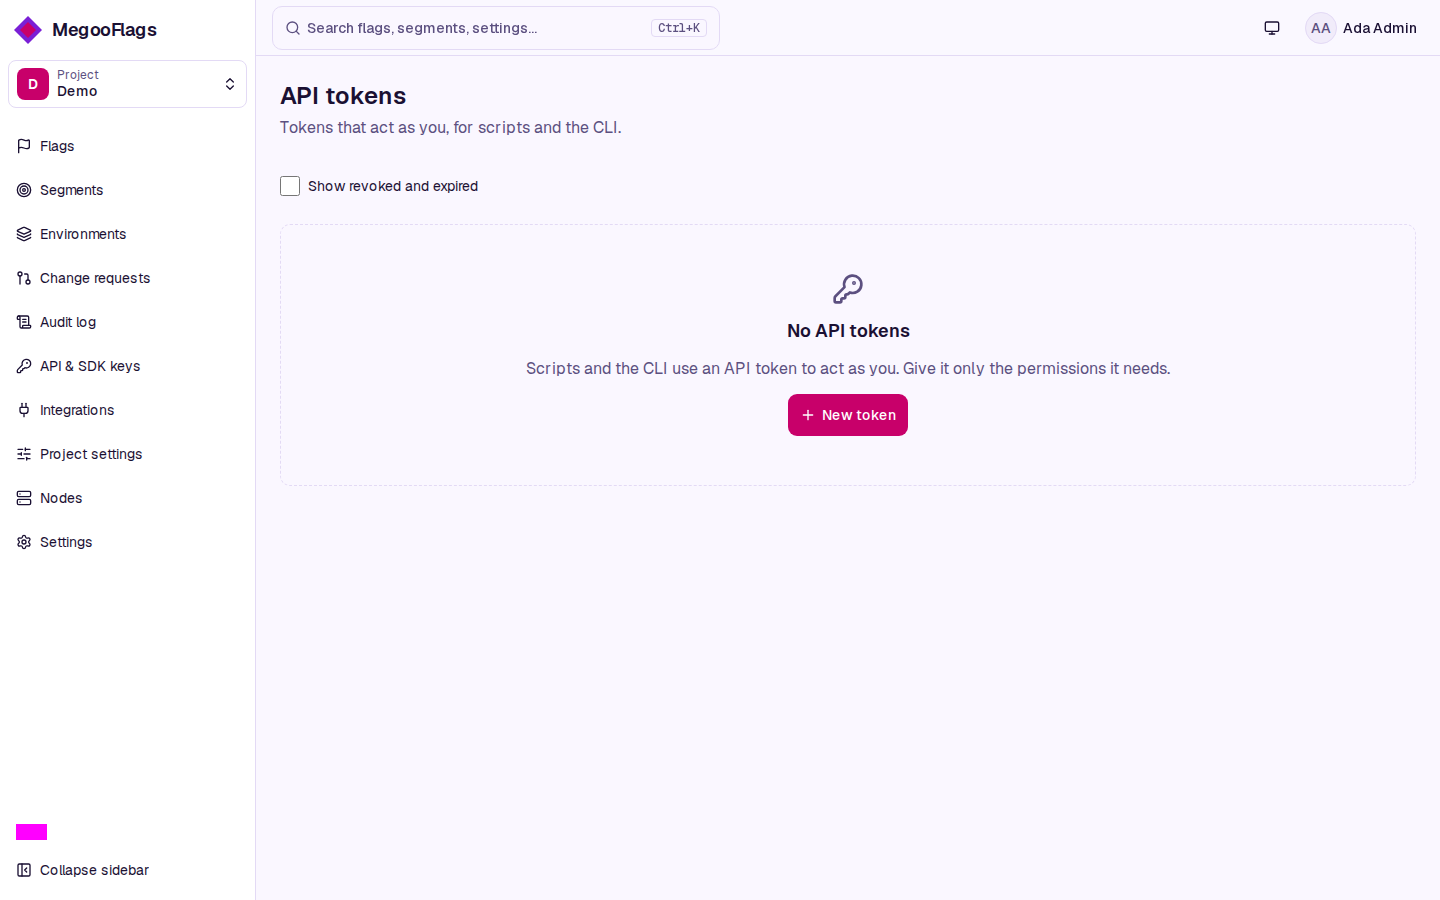 MegooFlags
D
Project
Demo
Flags
Segments
Environments
Change requests
Audit log
API & SDK keys
Integrations
Project settings
Nodes
Settings
Collapse sidebar
Search flags, segments, settings...
Ctrl+K
AA
Ada Admin
API tokens
Tokens that act as you, for scripts and the CLI.
Show revoked and expired
No API tokens
Scripts and the CLI use an API token to act as you. Give it only the permissions it needs.
New token